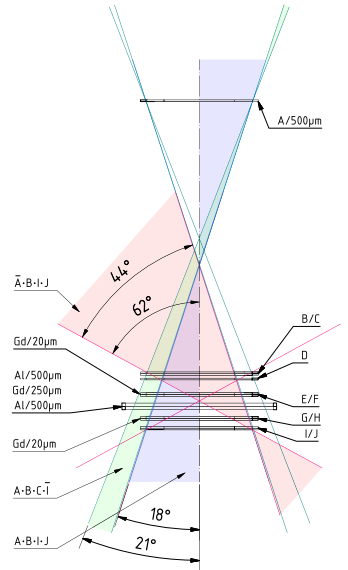 A/500μm
44°
62°
A̅·B·I·J
B/C
D
Gd/20μm
Al/500μm
Gd/250μm
Al/500μm
E/F
G/H
I/J
Gd/20μm
A·B·C·I̅
A·B·I·J
18°
21°